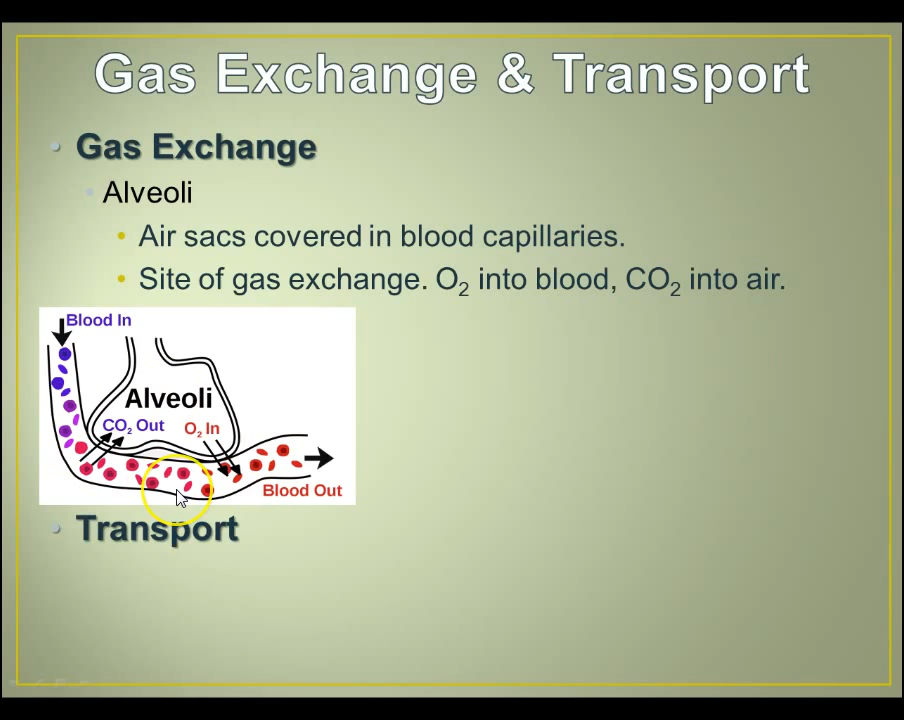 Gas Exchange & Transport
• Gas Exchange
• Alveoli
• Air sacs covered in blood capillaries.
• Site of gas exchange. O₂ into blood, CO₂ into air.
Blood In
Alveoli
CO₂ Out O₂ In
Blood Out
• Transport